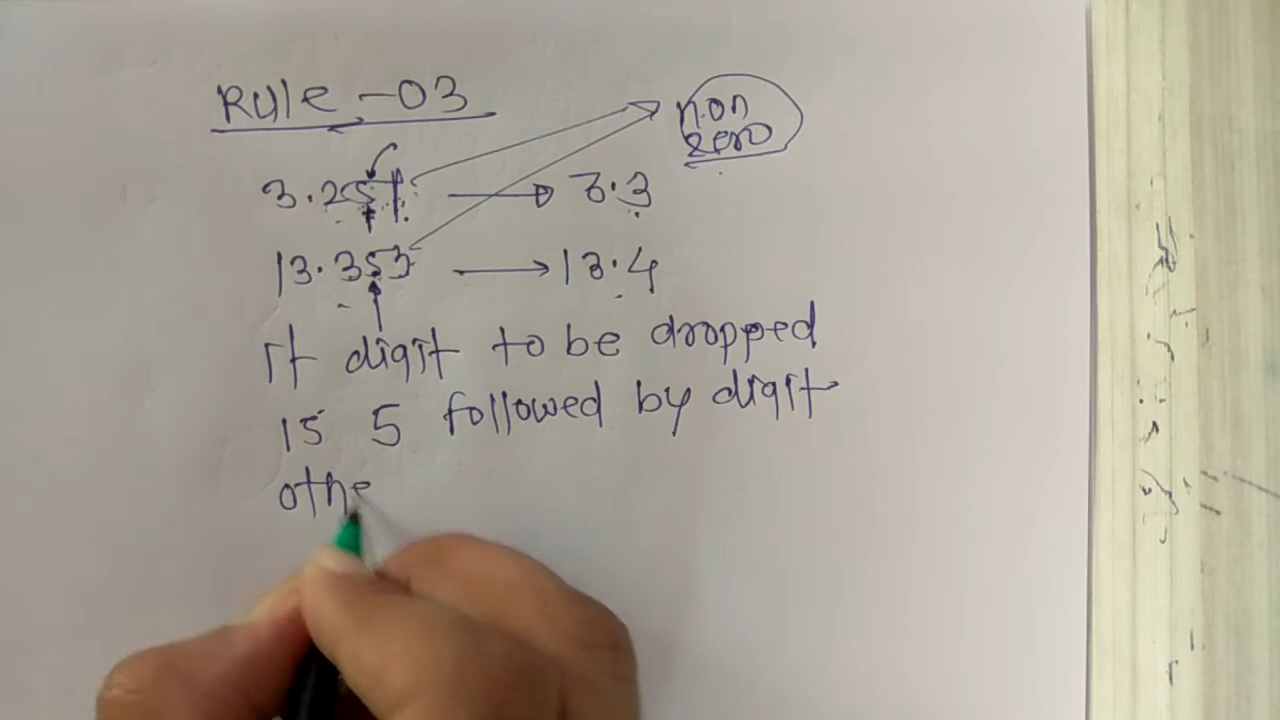 RUlE -03
non
zero
3.251 → 3.3
13.353 → 13.4
If digit to be dropped
is 5 followed by digit
othe